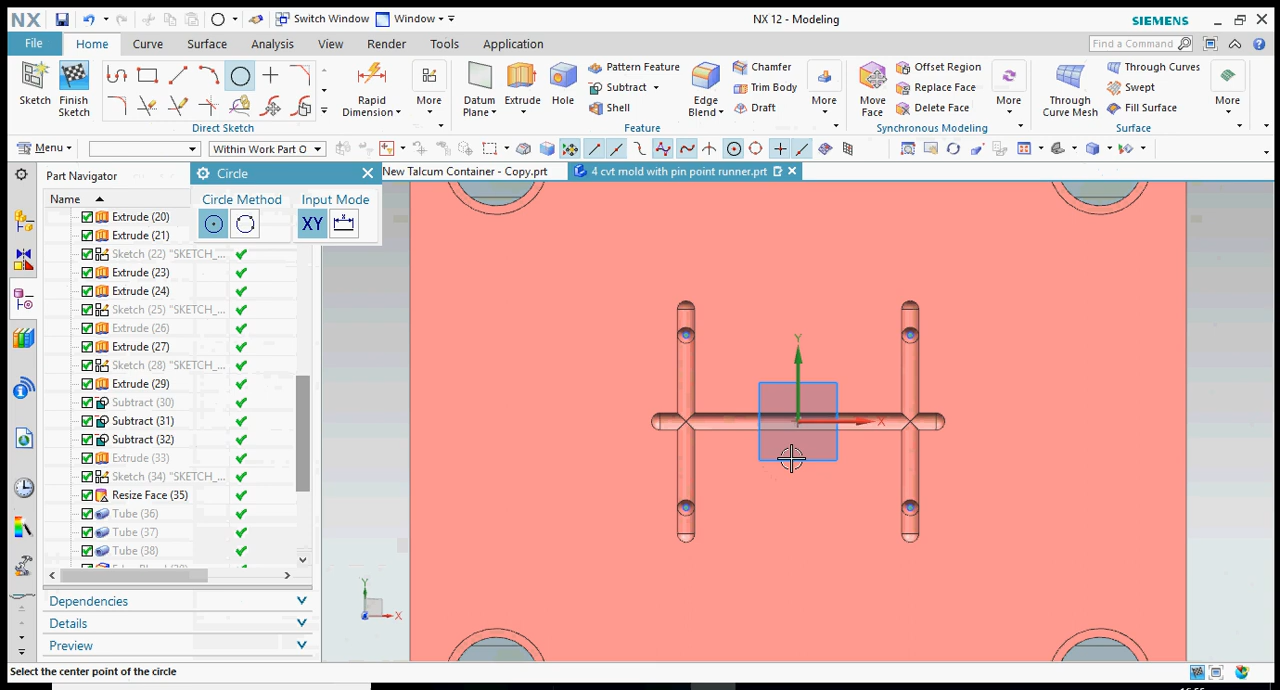 NX
Switch Window
Window
NX 12 - Modeling
SIEMENS
File
Home
Curve
Surface
Analysis
View
Render
Tools
Application
Find a Command
Sketch
Finish Sketch
Rapid Dimension
More
Datum Plane
Extrude
Hole
Pattern Feature
Subtract
Shell
Edge Blend
Chamfer
Trim Body
Draft
More
Move Face
Offset Region
Replace Face
Delete Face
More
Through Curve Mesh
Through Curves
Swept
Fill Surface
More
Direct Sketch
Feature
Synchronous Modeling
Surface
Menu
Within Work Part O
Part Navigator
Circle
New Talcum Container - Copy.prt
4 cvt mold with pin point runner.prt
Name
Circle Method
Input Mode
XY
Extrude (20)
Extrude (21)
Sketch (22) "SKETCH_...
Extrude (23)
Extrude (24)
Sketch (25) "SKETCH_...
Extrude (26)
Extrude (27)
Sketch (28) "SKETCH_...
Extrude (29)
Subtract (30)
Subtract (31)
Subtract (32)
Extrude (33)
Sketch (34) "SKETCH_...
Resize Face (35)
Tube (36)
Tube (37)
Tube (38)
Y
X
Y
X
Dependencies
Details
Preview
Select the center point of the circle